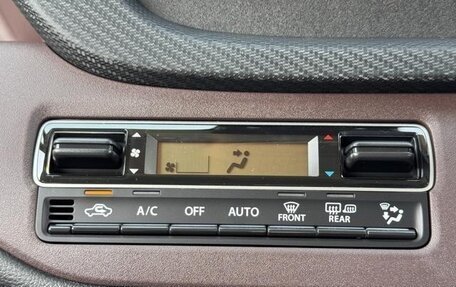 A/C OFF AUTO FRONT REAR